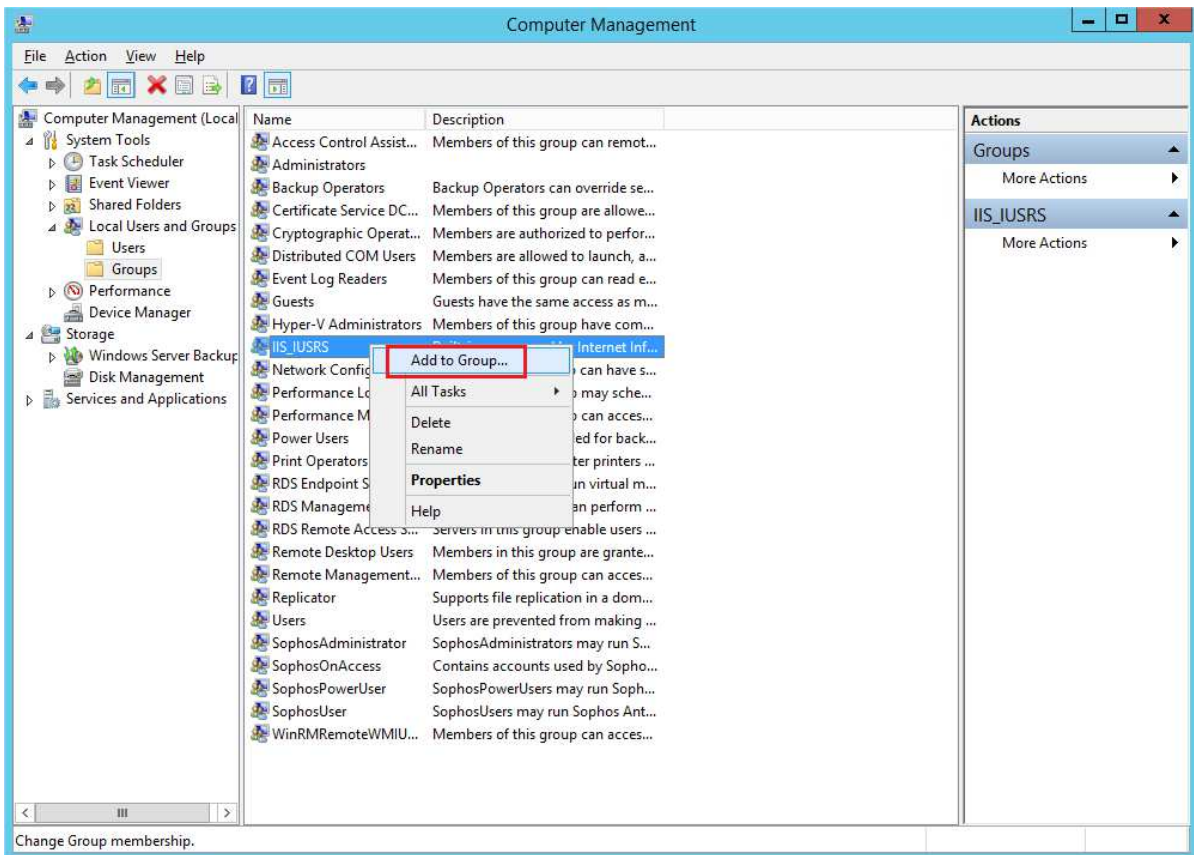 Computer Management
File Action View Help
Computer Management (Local
System Tools
Task Scheduler
Event Viewer
Shared Folders
Local Users and Groups
Users
Groups
Performance
Device Manager
Storage
Windows Server Backup
Disk Management
Services and Applications
Name Description
Access Control Assist... Members of this group can remot...
Administrators
Backup Operators Backup Operators can override se...
Certificate Service DC... Members of this group are allowe...
Cryptographic Operat... Members are authorized to perfor...
Distributed COM Users Members are allowed to launch, a...
Event Log Readers Members of this group can read e...
Guests Guests have the same access as m...
Hyper-V Administrators Members of this group have com...
IIS_IUSRS Internet Inf...
Network Config can have s...
Performance Lo may sche...
Performance M can acces...
Power Users ed for back...
Print Operators ter printers ...
RDS Endpoint S un virtual m...
RDS Manageme an perform ...
RDS Remote Access S... Servers in this group enable users ...
Remote Desktop Users Members in this group are grante...
Remote Management... Members of this group can acces...
Replicator Supports file replication in a dom...
Users Users are prevented from making ...
SophosAdministrator SophosAdministrators may run S...
SophosOnAccess Contains accounts used by Sopho...
SophosPowerUser SophosPowerUsers may run Soph...
SophosUser SophosUsers may run Sophos Ant...
WinRMRemoteWMIU... Members of this group can acces...
Add to Group...
All Tasks
Delete
Rename
Properties
Help
Actions
Groups
More Actions
IIS_IUSRS
More Actions
Change Group membership.